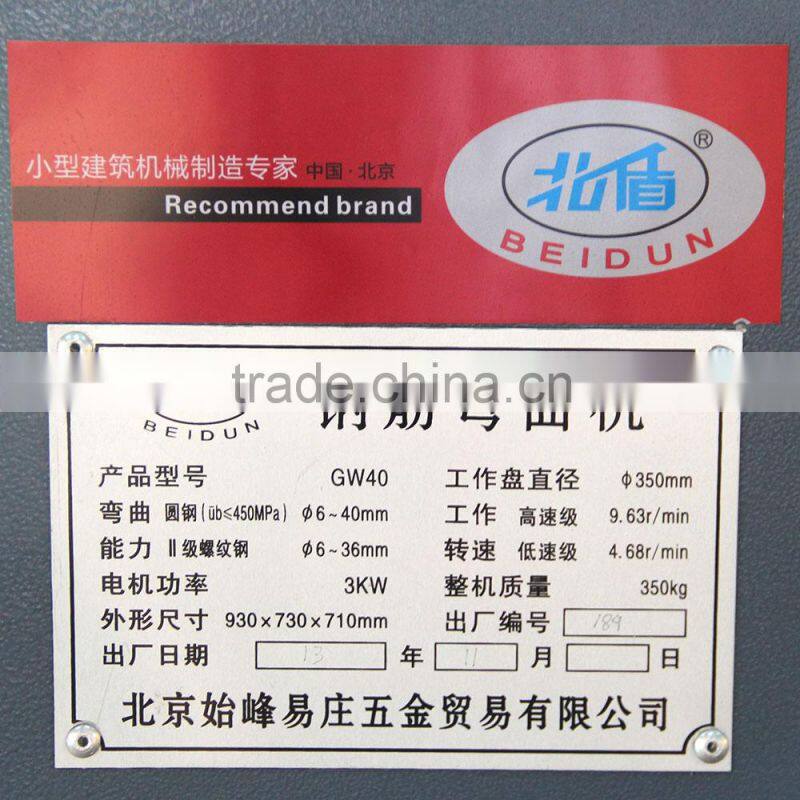 小型建筑机械制造专家 中国·北京
Recommend brand
北盾®
BEIDUN
trade.china.cn
钢筋弯曲机
BEIDUN
产品型号 GW40 工作盘直径 φ350mm
弯曲 圆钢(üb≤450MPa) φ6~40mm 工作 高速级 9.63r/min
能力 Ⅱ级螺纹钢 φ6~36mm 转速 低速级 4.68r/min
电机功率 3KW 整机质量 350kg
外形尺寸 930×730×710mm 出厂编号 189
出厂日期 13 年 11 月 日
北京始峰易庄五金贸易有限公司